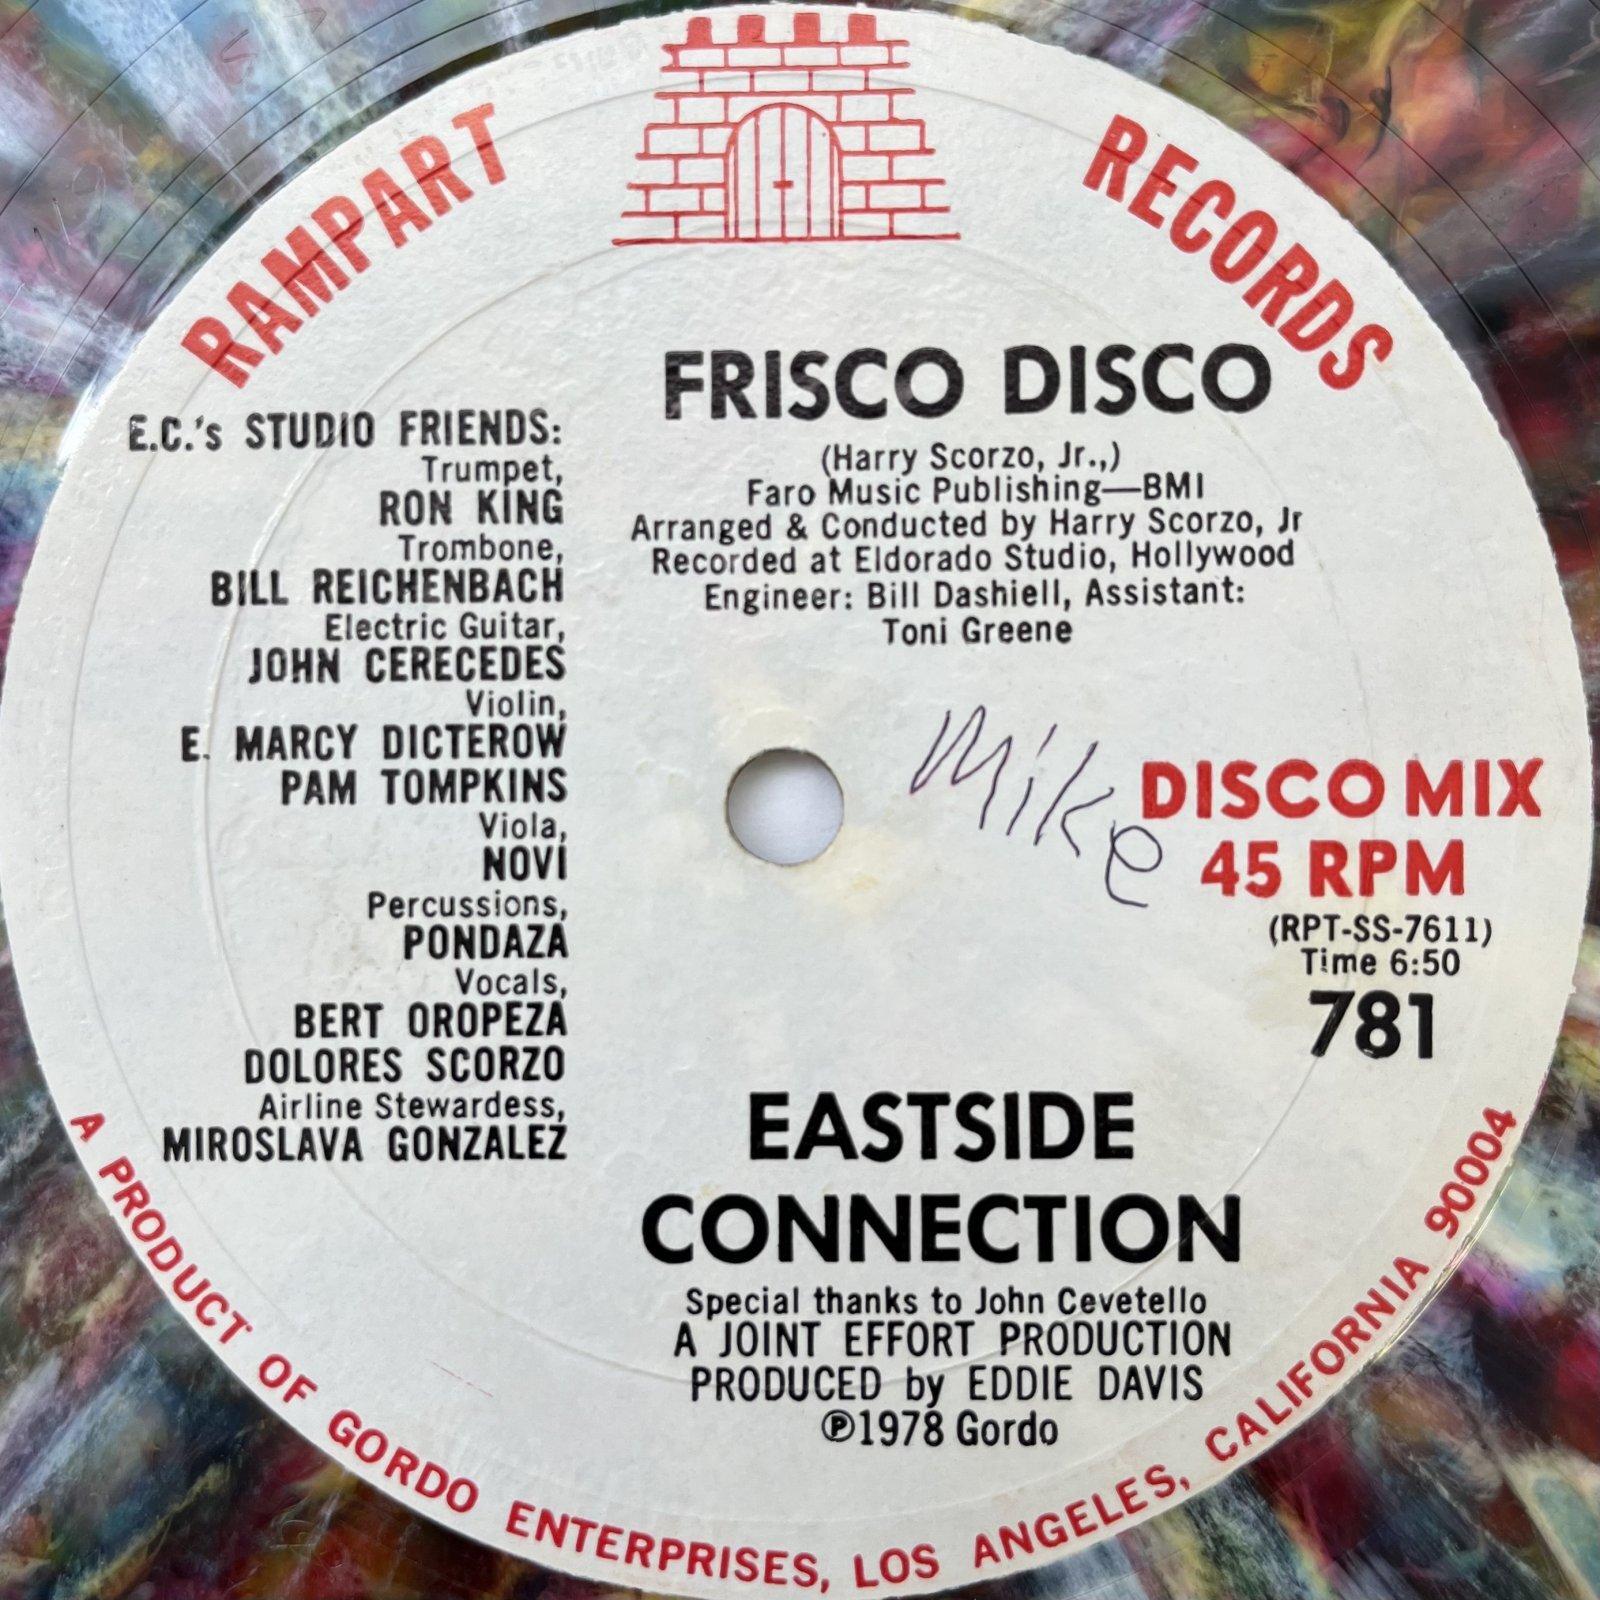 RAMPART RECORDS
FRISCO DISCO
(Harry Scorzo, Jr.,)
Faro Music Publishing—BMI
Arranged & Conducted by Harry Scorzo, Jr
Recorded at Eldorado Studio, Hollywood
Engineer: Bill Dashiell, Assistant:
Toni Greene
E.C.'s STUDIO FRIENDS:
Trumpet,
RON KING
Trombone,
BILL REICHENBACH
Electric Guitar,
JOHN CERECEDES
Violin,
E. MARCY DICTEROW
PAM TOMPKINS
Viola,
NOVI
Percussions,
PONDAZA
Vocals,
BERT OROPEZA
DOLORES SCORZO
Airline Stewardess,
MIROSLAVA GONZALEZ
Mike
DISCO MIX
45 RPM
(RPT-SS-7611)
Time 6:50
781
EASTSIDE
CONNECTION
Special thanks to John Cevetello
A JOINT EFFORT PRODUCTION
PRODUCED by EDDIE DAVIS
℗1978 Gordo
A PRODUCT OF GORDO ENTERPRISES, LOS ANGELES, CALIFORNIA 90004